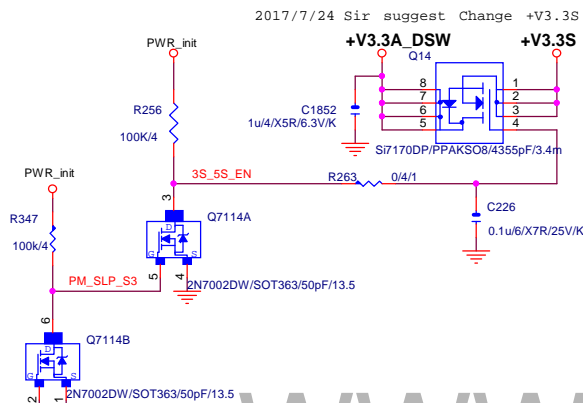 2017/7/24 Sir suggest Change +V3.3S
PWR_init
+V3.3A_DSW
+V3.3S
Q14
8
7
6
5
1
2
3
4
R256
100K/4
C1852
1u/4/X5R/6.3V/K
Si7170DP/PPAKSO8/4355pF/3.4m
PWR_init
3S_5S_EN
R263
0/4/1
3
R347
100k/4
Q7114A
D
G
S
C226
0.1u/6/X7R/25V/K
PM_SLP_S3
5
4
2N7002DW/SOT363/50pF/13.5
6
Q7114B
D
G
S
2
1
2N7002DW/SOT363/50pF/13.5